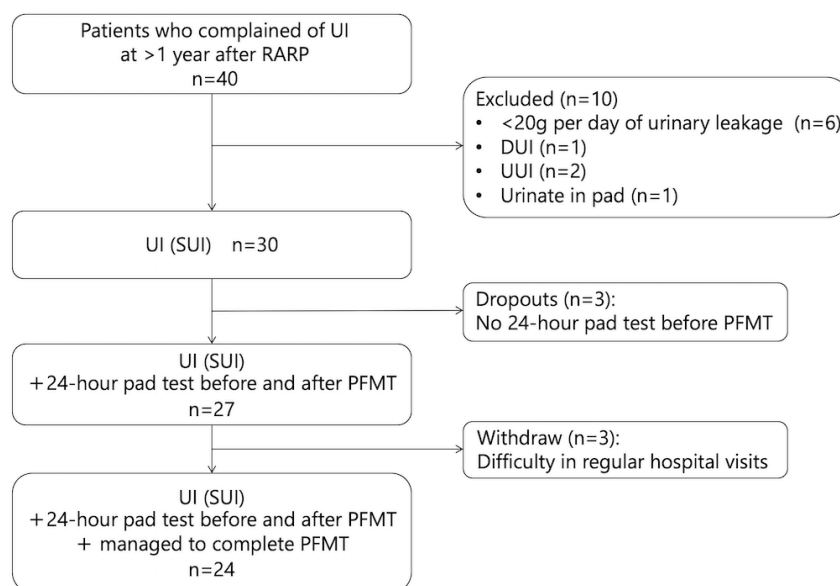 Patients who complained of UI
at >1 year after RARP
n=40
Excluded (n=10)
• <20g per day of urinary leakage (n=6)
• DUI (n=1)
• UUI (n=2)
• Urinate in pad (n=1)
UI (SUI) n=30
Dropouts (n=3):
No 24-hour pad test before PFMT
UI (SUI)
+24-hour pad test before and after PFMT
n=27
Withdraw (n=3):
Difficulty in regular hospital visits
UI (SUI)
+24-hour pad test before and after PFMT
+ managed to complete PFMT
n=24